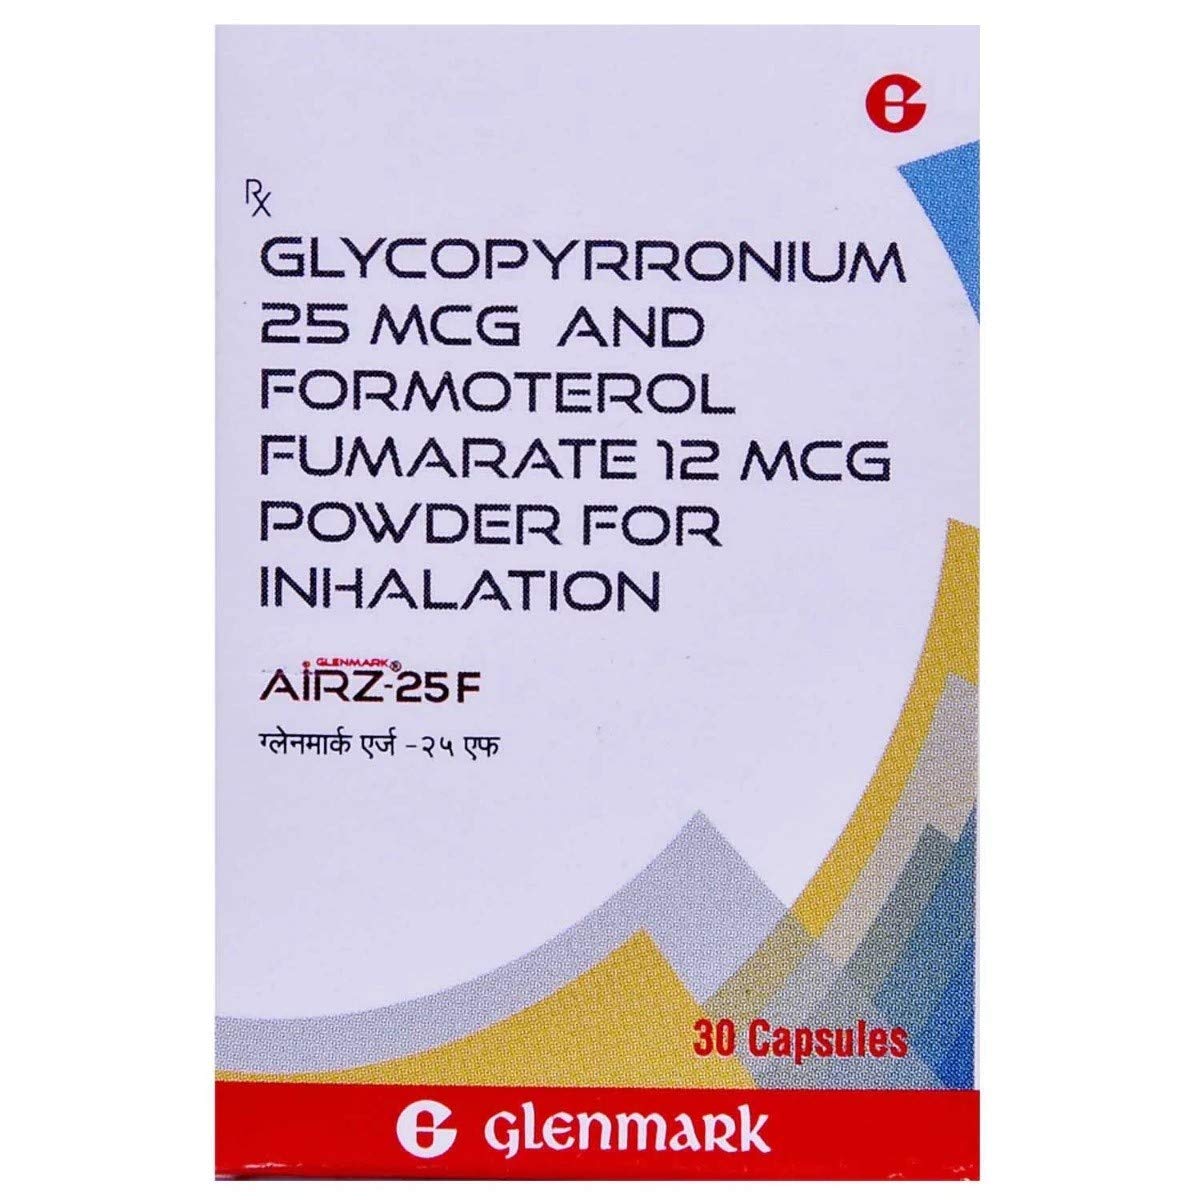 Rx
GLYCOPYRRONIUM
25 MCG AND
FORMOTEROL
FUMARATE 12 MCG
POWDER FOR
INHALATION
GLENMARK
AIRZ®-25F
ग्लेनमार्क एर्ज -२५ एफ
30 Capsules
glenmark